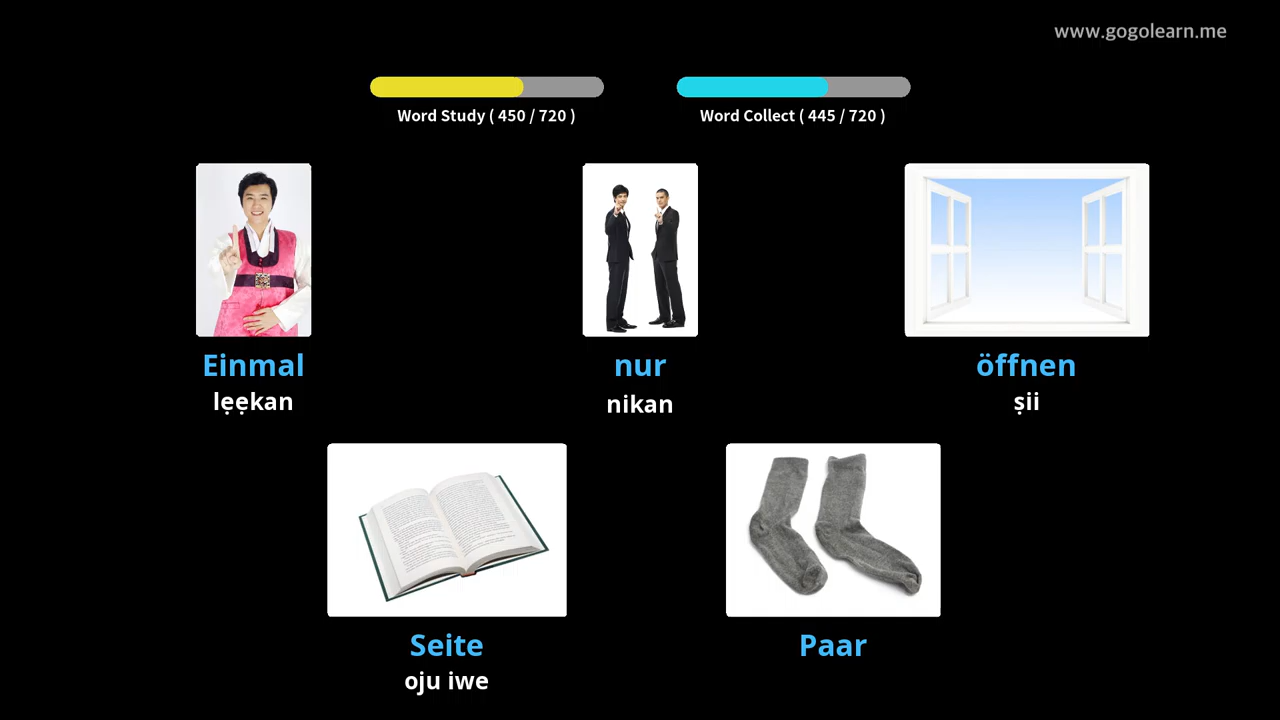 www.gogolearn.me
Word Study ( 450 / 720 )
Word Collect ( 445 / 720 )
Einmal
lẹẹkan
nur
nikan
öffnen
ṣii
Seite
oju iwe
Paar